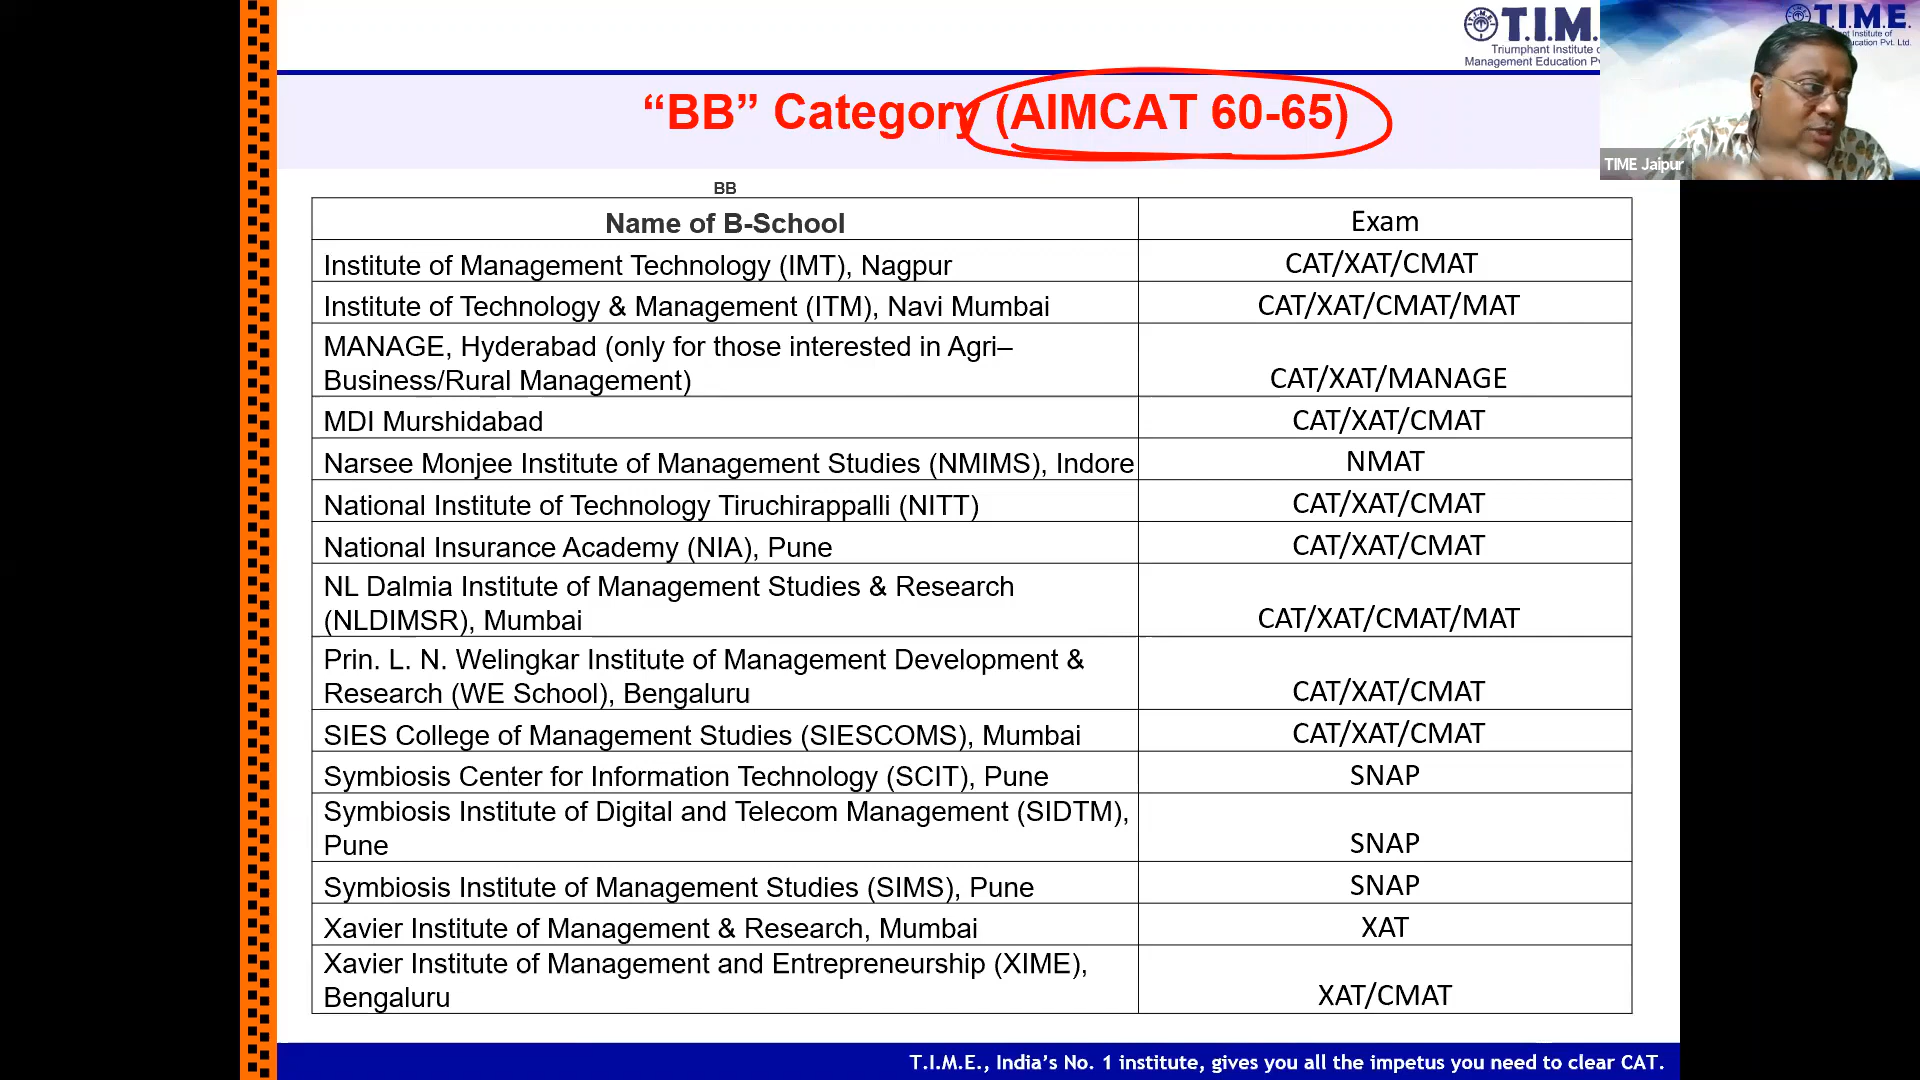 T.I.M.
Triumphant Institute
Management Education
T.I.M.E.
Institute of
ucation Pvt. Ltd.
TIME Jaipur
“BB” Category (AIMCAT 60-65)
BB
Name of B-School Exam
Institute of Management Technology (IMT), Nagpur CAT/XAT/CMAT
Institute of Technology & Management (ITM), Navi Mumbai CAT/XAT/CMAT/MAT
MANAGE, Hyderabad (only for those interested in Agri–
Business/Rural Management) CAT/XAT/MANAGE
MDI Murshidabad CAT/XAT/CMAT
Narsee Monjee Institute of Management Studies (NMIMS), Indore NMAT
National Institute of Technology Tiruchirappalli (NITT) CAT/XAT/CMAT
National Insurance Academy (NIA), Pune CAT/XAT/CMAT
NL Dalmia Institute of Management Studies & Research
(NLDIMSR), Mumbai CAT/XAT/CMAT/MAT
Prin. L. N. Welingkar Institute of Management Development &
Research (WE School), Bengaluru CAT/XAT/CMAT
SIES College of Management Studies (SIESCOMS), Mumbai CAT/XAT/CMAT
Symbiosis Center for Information Technology (SCIT), Pune SNAP
Symbiosis Institute of Digital and Telecom Management (SIDTM),
Pune SNAP
Symbiosis Institute of Management Studies (SIMS), Pune SNAP
Xavier Institute of Management & Research, Mumbai XAT
Xavier Institute of Management and Entrepreneurship (XIME),
Bengaluru XAT/CMAT
T.I.M.E., India’s No. 1 institute, gives you all the impetus you need to clear CAT.